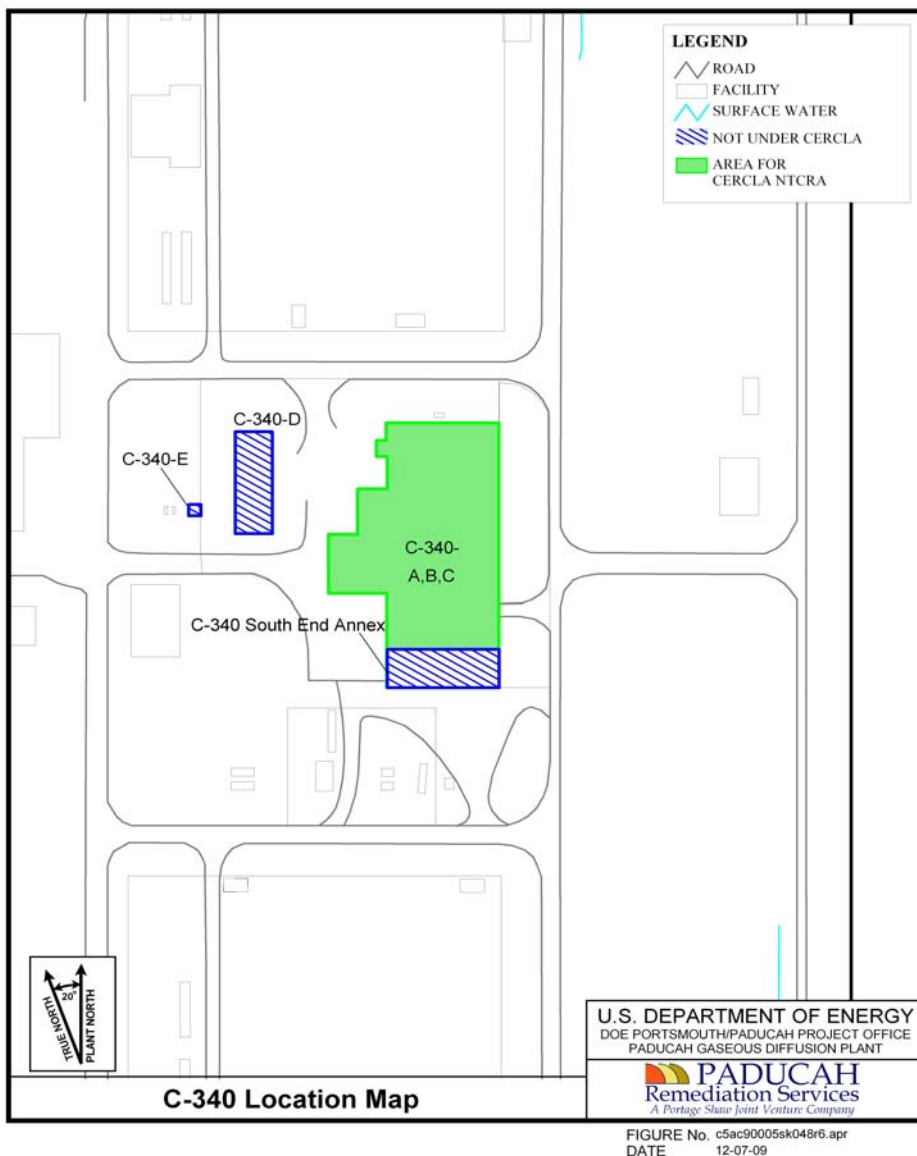 LEGEND
ROAD
FACILITY
SURFACE WATER
NOT UNDER CERCLA
AREA FOR
CERCLA NTCRA
C-340-D
C-340-E
C-340-
A,B,C
C-340 South End Annex
TRUE NORTH
20°
PLANT NORTH
C-340 Location Map
U.S. DEPARTMENT OF ENERGY
DOE PORTSMOUTH/PADUCAH PROJECT OFFICE
PADUCAH GASEOUS DIFFUSION PLANT
PADUCAH
Remediation Services
A Portage Shaw Joint Venture Company
FIGURE No. c5ac90005sk048r6.apr
DATE 12-07-09